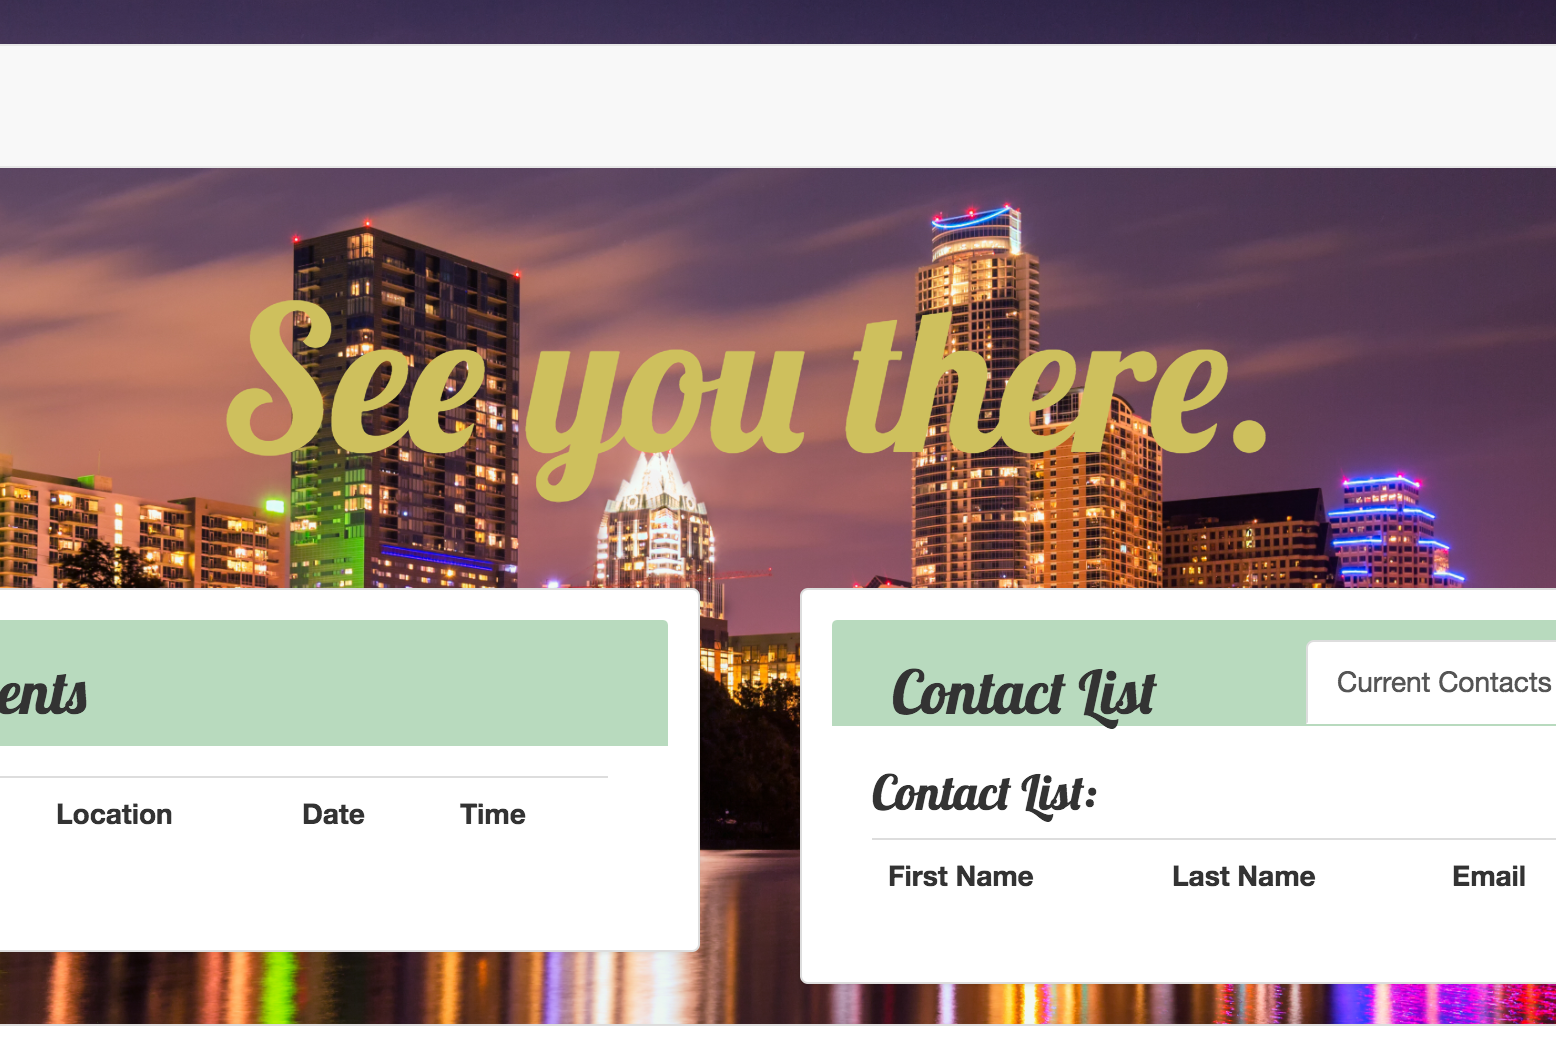 See you there.
ents
Location Date Time
Contact List
Current Contacts
Contact List:
First Name Last Name Email